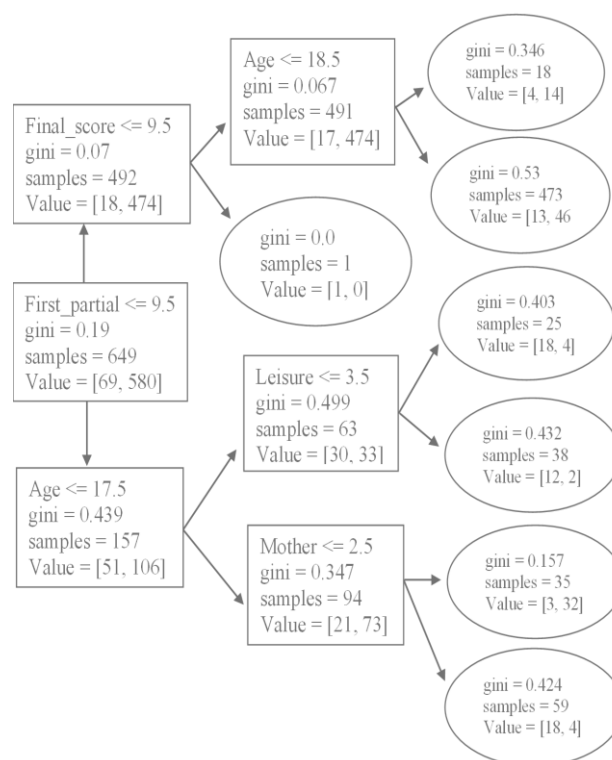 Age <= 18.5
gini = 0.067
samples = 491
Value = [17, 474]
gini = 0.346
samples = 18
Value = [4, 14]
Final_score <= 9.5
gini = 0.07
samples = 492
Value = [18, 474]
gini = 0.53
samples = 473
Value = [13, 46
gini = 0.0
samples = 1
Value = [1, 0]
First_partial <= 9.5
gini = 0.19
samples = 649
Value = [69, 580]
gini = 0.403
samples = 25
Value = [18, 4]
Leisure <= 3.5
gini = 0.499
samples = 63
Value = [30, 33]
gini = 0.432
samples = 38
Value = [12, 2]
Age <= 17.5
gini = 0.439
samples = 157
Value = [51, 106]
Mother <= 2.5
gini = 0.347
samples = 94
Value = [21, 73]
gini = 0.157
samples = 35
Value = [3, 32]
gini = 0.424
samples = 59
Value = [18, 4]